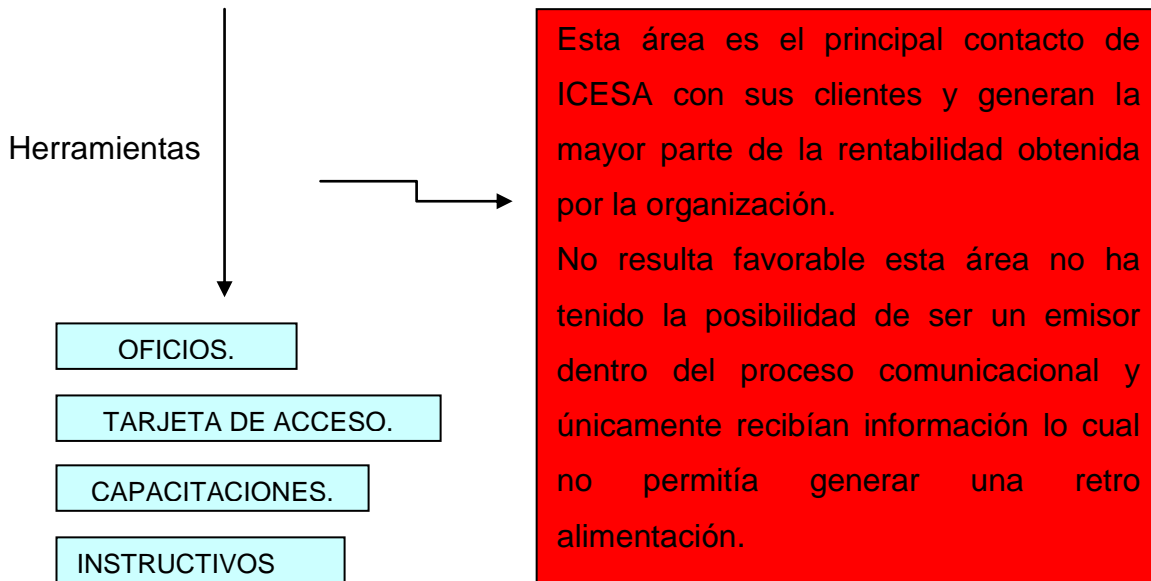 Herramientas
OFICIOS.
TARJETA DE ACCESO.
CAPACITACIONES.
INSTRUCTIVOS
Esta área es el principal contacto de
ICESA con sus clientes y generan la
mayor parte de la rentabilidad obtenida
por la organización.
No resulta favorable esta área no ha
tenido la posibilidad de ser un emisor
dentro del proceso comunicacional y
únicamente recibían información lo cual
no permitía generar una retro
alimentación.